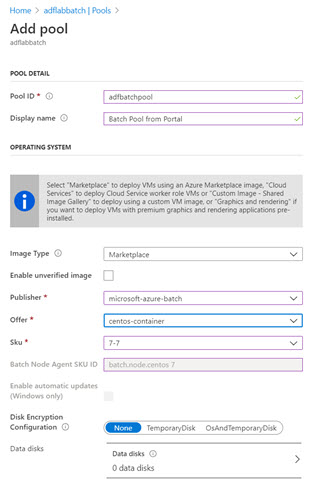 Home > adflabbatch | Pools >
Add pool
adflabbatch
POOL DETAIL
Pool ID * adfbatchpool
Display name Batch Pool from Portal
OPERATING SYSTEM
Select "Marketplace" to deploy VMs using an Azure Marketplace image, "Cloud
Services" to deploy Cloud Service worker role VMs or "Custom Image - Shared
Image Gallery" to deploy using a custom VM image, or "Graphics and rendering" if
you want to deploy VMs with premium graphics and rendering applications pre-
installed.
Image Type Marketplace
Enable unverified image
Publisher * microsoft-azure-batch
Offer * centos-container
Sku * 7-7
Batch Node Agent SKU ID batch.node.centos 7
Enable automatic updates
(Windows only)
Disk Encryption
Configuration None TemporaryDisk OsAndTemporaryDisk
Data disks Data disks
0 data disks